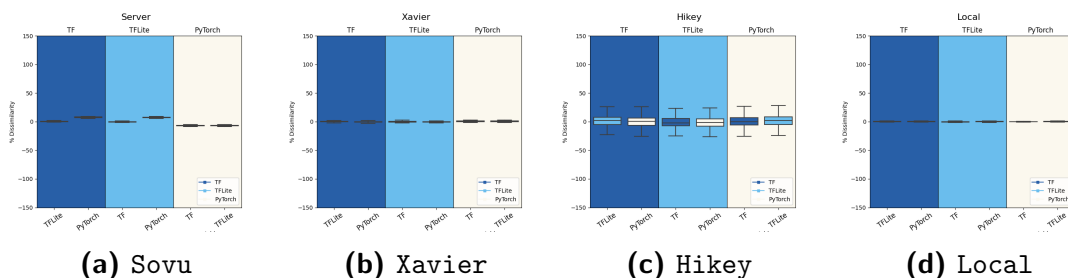 Server
TF TFLite PyTorch
% Dissimilarity
150
100
50
0
−50
−100
−150
TF
TFLite
PyTorch
TFLite PyTorch TF PyTorch TF TFLite
(a) Sovu
Xavier
TF TFLite PyTorch
% Dissimilarity
150
100
50
0
−50
−100
−150
TF
TFLite
PyTorch
TFLite PyTorch TF PyTorch TF TFLite
(b) Xavier
Hikey
TF TFLite PyTorch
% Dissimilarity
150
100
50
0
−50
−100
−150
TF
TFLite
PyTorch
TFLite PyTorch TF PyTorch TF TFLite
(c) Hikey
Local
TF TFLite PyTorch
% Dissimilarity
150
100
50
0
−50
−100
−150
TF
TFLite
PyTorch
TFLite PyTorch TF PyTorch TF TFLite
(d) Local